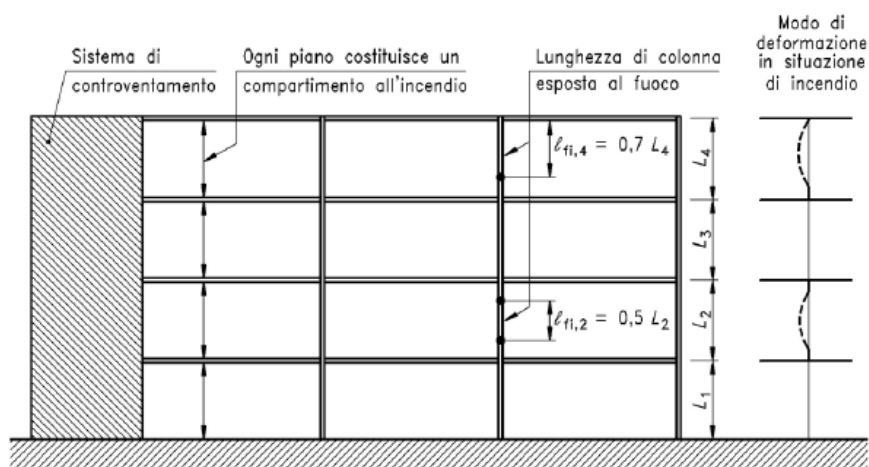 Modo di
deformazione
in situazione
di incendio
Sistema di
controventamento
Ogni piano costituisce un
compartimento all'incendio
Lunghezza di colonna
esposta al fuoco
ℓfi,4 = 0,7 L4
L4
L3
ℓfi,2 = 0,5 L2
L2
L1